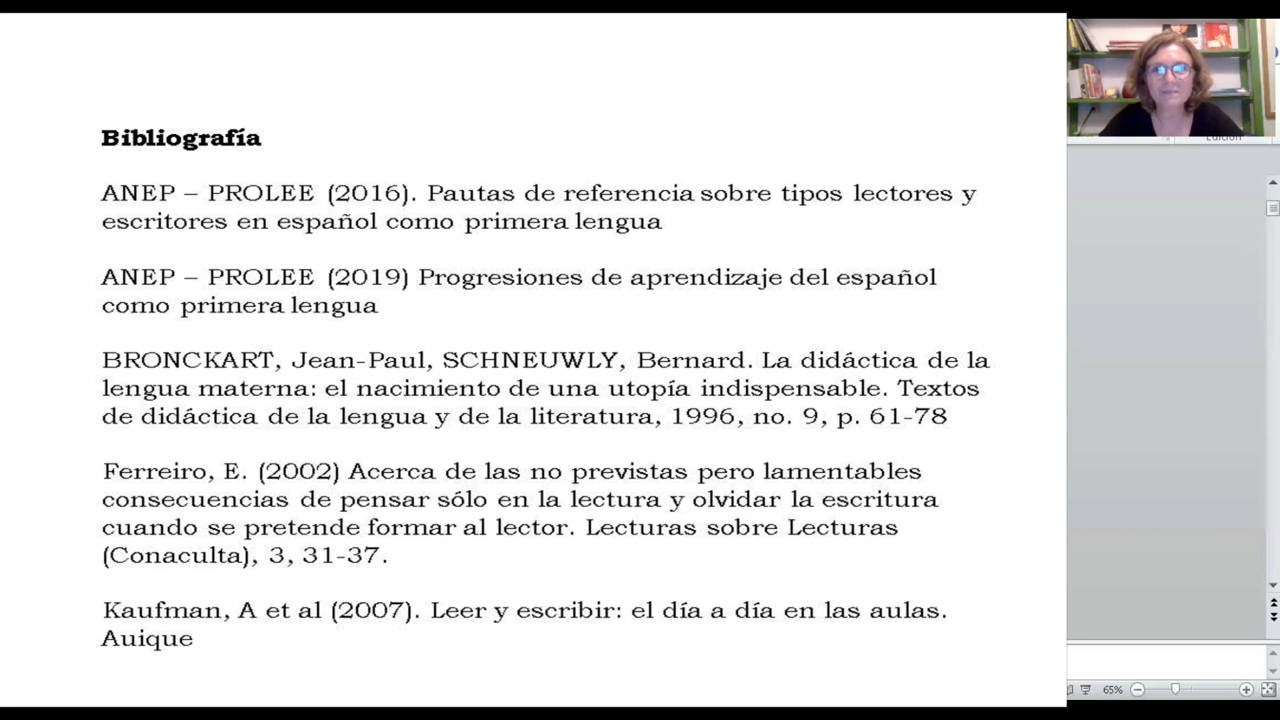 Bibliografía
ANEP – PROLEE (2016). Pautas de referencia sobre tipos lectores y
escritores en español como primera lengua
ANEP – PROLEE (2019) Progresiones de aprendizaje del español
como primera lengua
BRONCKART, Jean-Paul, SCHNEUWLY, Bernard. La didáctica de la
lengua materna: el nacimiento de una utopía indispensable. Textos
de didáctica de la lengua y de la literatura, 1996, no. 9, p. 61-78
Ferreiro, E. (2002) Acerca de las no previstas pero lamentables
consecuencias de pensar sólo en la lectura y olvidar la escritura
cuando se pretende formar al lector. Lecturas sobre Lecturas
(Conaculta), 3, 31-37.
Kaufman, A et al (2007). Leer y escribir: el día a día en las aulas.
Auique
Edición
65%